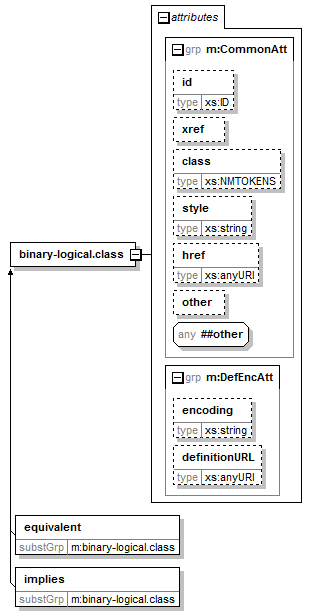 attributes
grp m:CommonAtt
id
type xs:ID
xref
class
type xs:NMTOKENS
style
type xs:string
href
type xs:anyURI
other
any ##other
binary-logical.class
grp m:DefEncAtt
encoding
type xs:string
definitionURL
type xs:anyURI
equivalent
substGrp m:binary-logical.class
implies
substGrp m:binary-logical.class